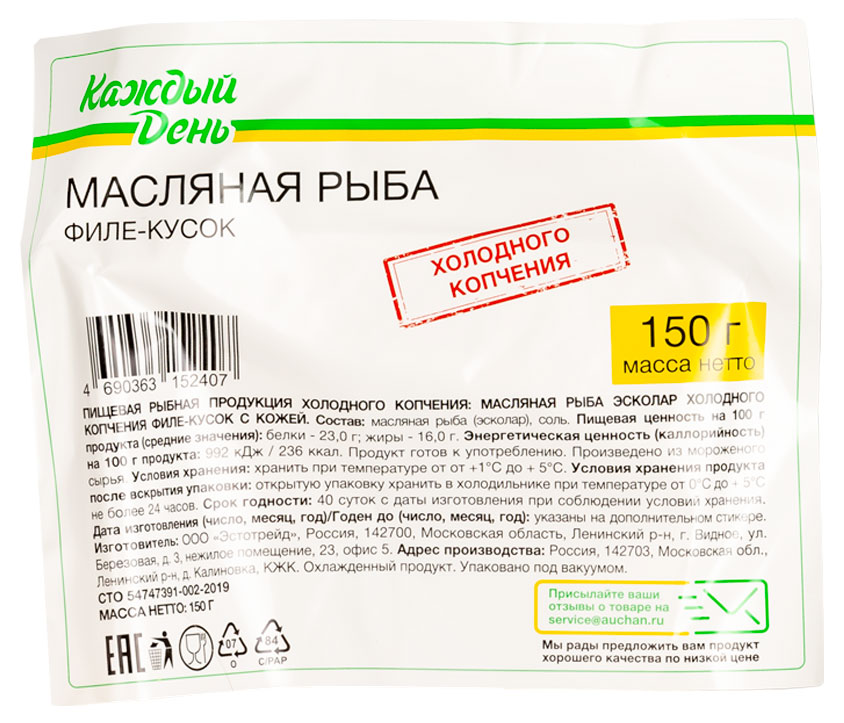 Каждый
День
МАСЛЯНАЯ РЫБА
ФИЛЕ-КУСОК
ХОЛОДНОГО
КОПЧЕНИЯ
150 г
масса нетто
4 690363 152407
ПИЩЕВАЯ РЫБНАЯ ПРОДУКЦИЯ ХОЛОДНОГО КОПЧЕНИЯ: МАСЛЯНАЯ РЫБА ЭСКОЛАР ХОЛОДНОГО
КОПЧЕНИЯ ФИЛЕ-КУСОК С КОЖЕЙ. Состав: масляная рыба (эсколар), соль. Пищевая ценность на 100 г
продукта (средние значения): белки - 23,0 г; жиры - 16,0 г. Энергетическая ценность (каллорийность)
на 100 г продукта: 992 кДж / 236 ккал. Продукт готов к употреблению. Произведено из мороженого
сырья. Условия хранения: хранить при температуре от от +1°С до + 5°С. Условия хранения продукта
после вскрытия упаковки: открытую упаковку хранить в холодильнике при температуре от 0°С до + 5°С
не более 24 часов. Срок годности: 40 суток с даты изготовления при соблюдении условий хранения.
Дата изготовления (число, месяц, год)/Годен до (число, месяц, год): указаны на дополнительном стикере.
Изготовитель: ООО «Эстотрейд», Россия, 142700, Московская область, Ленинский р-н, г. Видное, ул.
Березовая, д. 3, нежилое помещение, 23, офис 5. Адрес производства: Россия, 142703, Московская обл.,
Ленинский р-н, д. Калиновка, КЖК. Охлажденный продукт. Упаковано под вакуумом.
СТО 54747391-002-2019
МАССА НЕТТО: 150 Г
EAC
07
O
84
C/PAP
Присылайте ваши
отзывы о товаре на
service@auchan.ru
Мы рады предложить вам продукт
хорошего качества по низкой цене